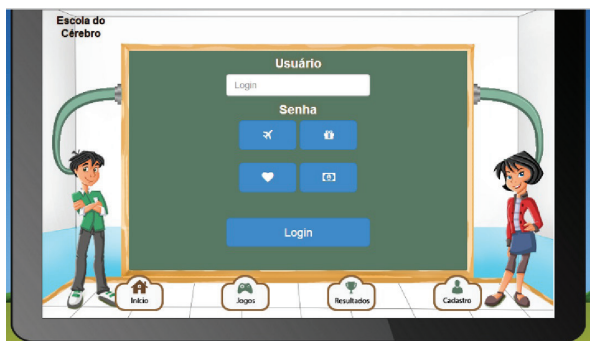 Escola do
Cérebro
Usuário
Login
Senha
Login
Início
Jogos
Resultados
Cadastro